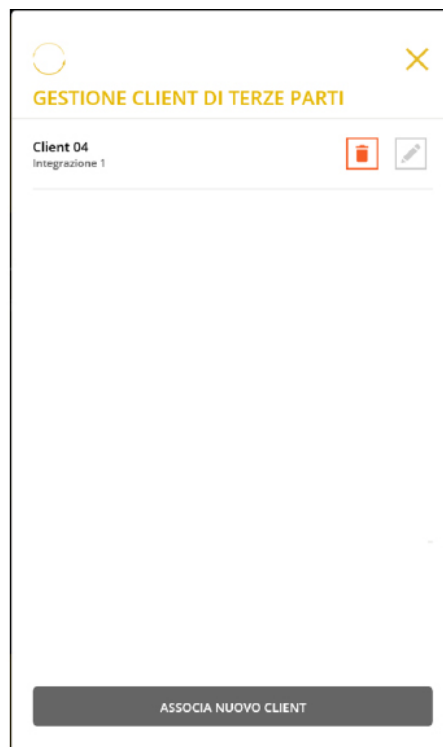 GESTIONE CLIENT DI TERZE PARTI
Client 04
Integrazione 1
ASSOCIA NUOVO CLIENT